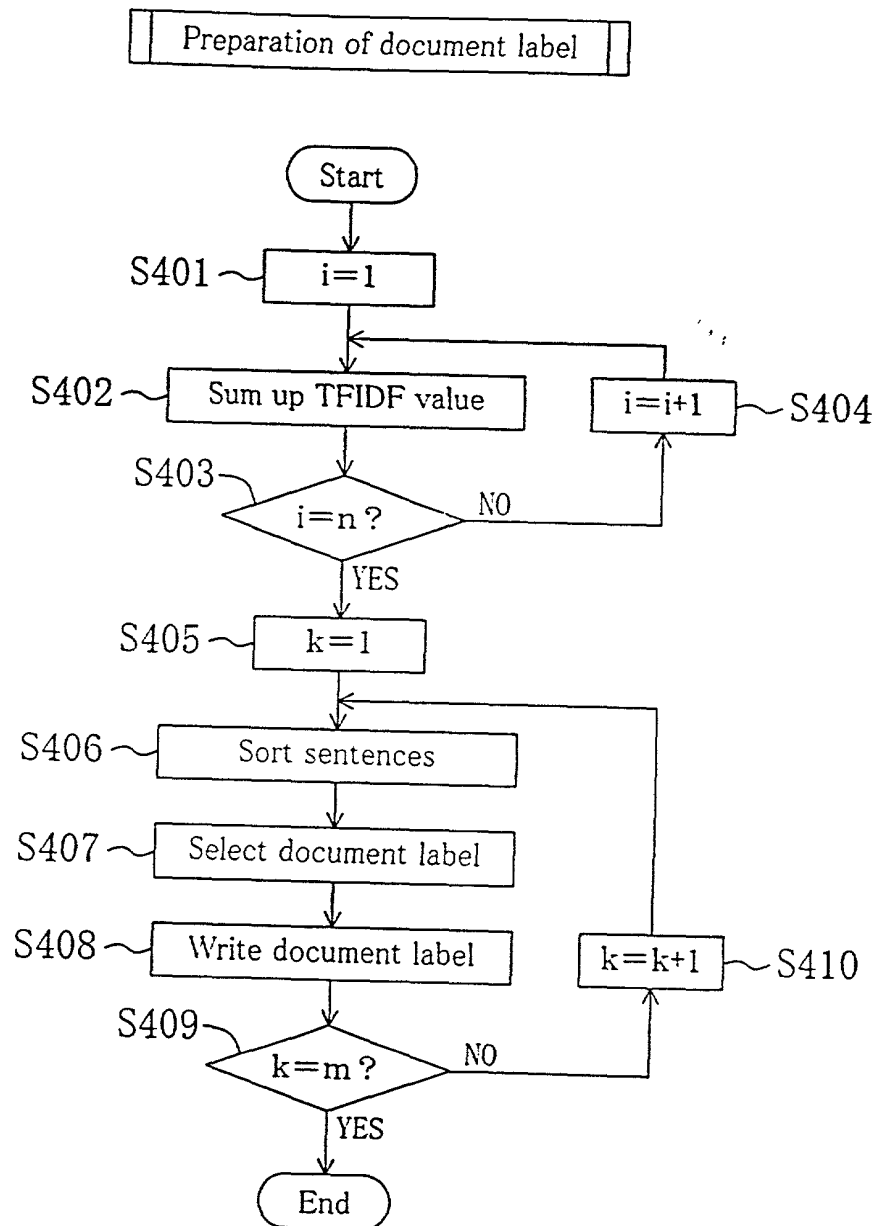 Preparation of document label
Start
S401
i=1
S402
Sum up TFIDF value
i=i+1
S404
S403
i=n?
NO
YES
S405
k=1
S406
Sort sentences
S407
Select document label
S408
Write document label
k=k+1
S410
S409
k=m?
NO
YES
End